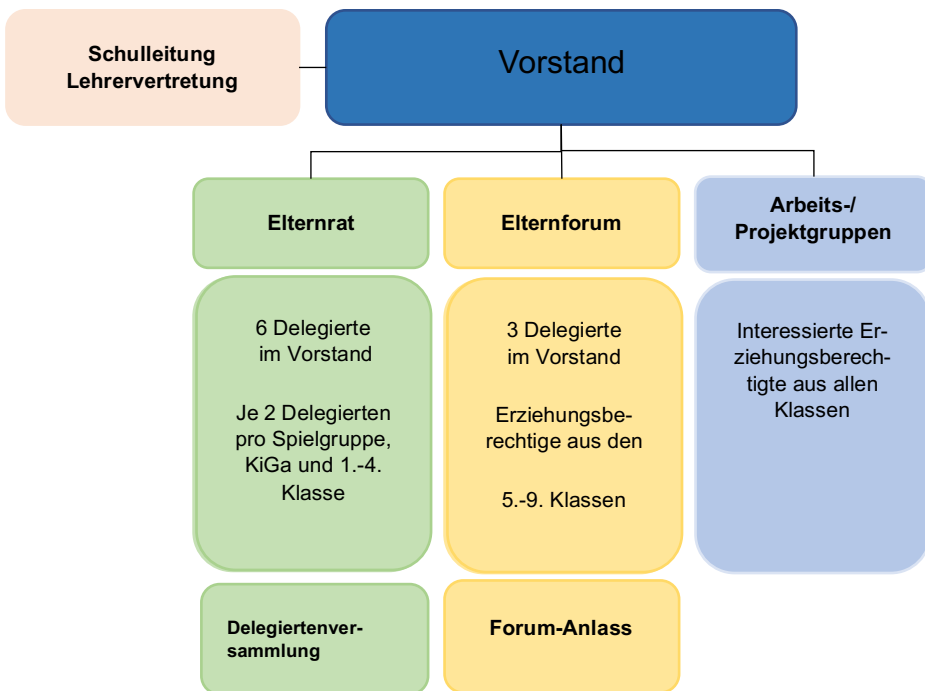 Schulleitung
Lehrervertretung
Vorstand
Elternrat
Elternforum
Arbeits-/
Projektgruppen
6 Delegierte
im Vorstand
Je 2 Delegierten
pro Spielgruppe,
KiGa und 1.-4.
Klasse
3 Delegierte
im Vorstand
Erziehungsbe-
rechtige aus den
5.-9. Klassen
Interessierte Er-
ziehungsberech-
tigte aus allen
Klassen
Delegiertenver-
sammlung
Forum-Anlass